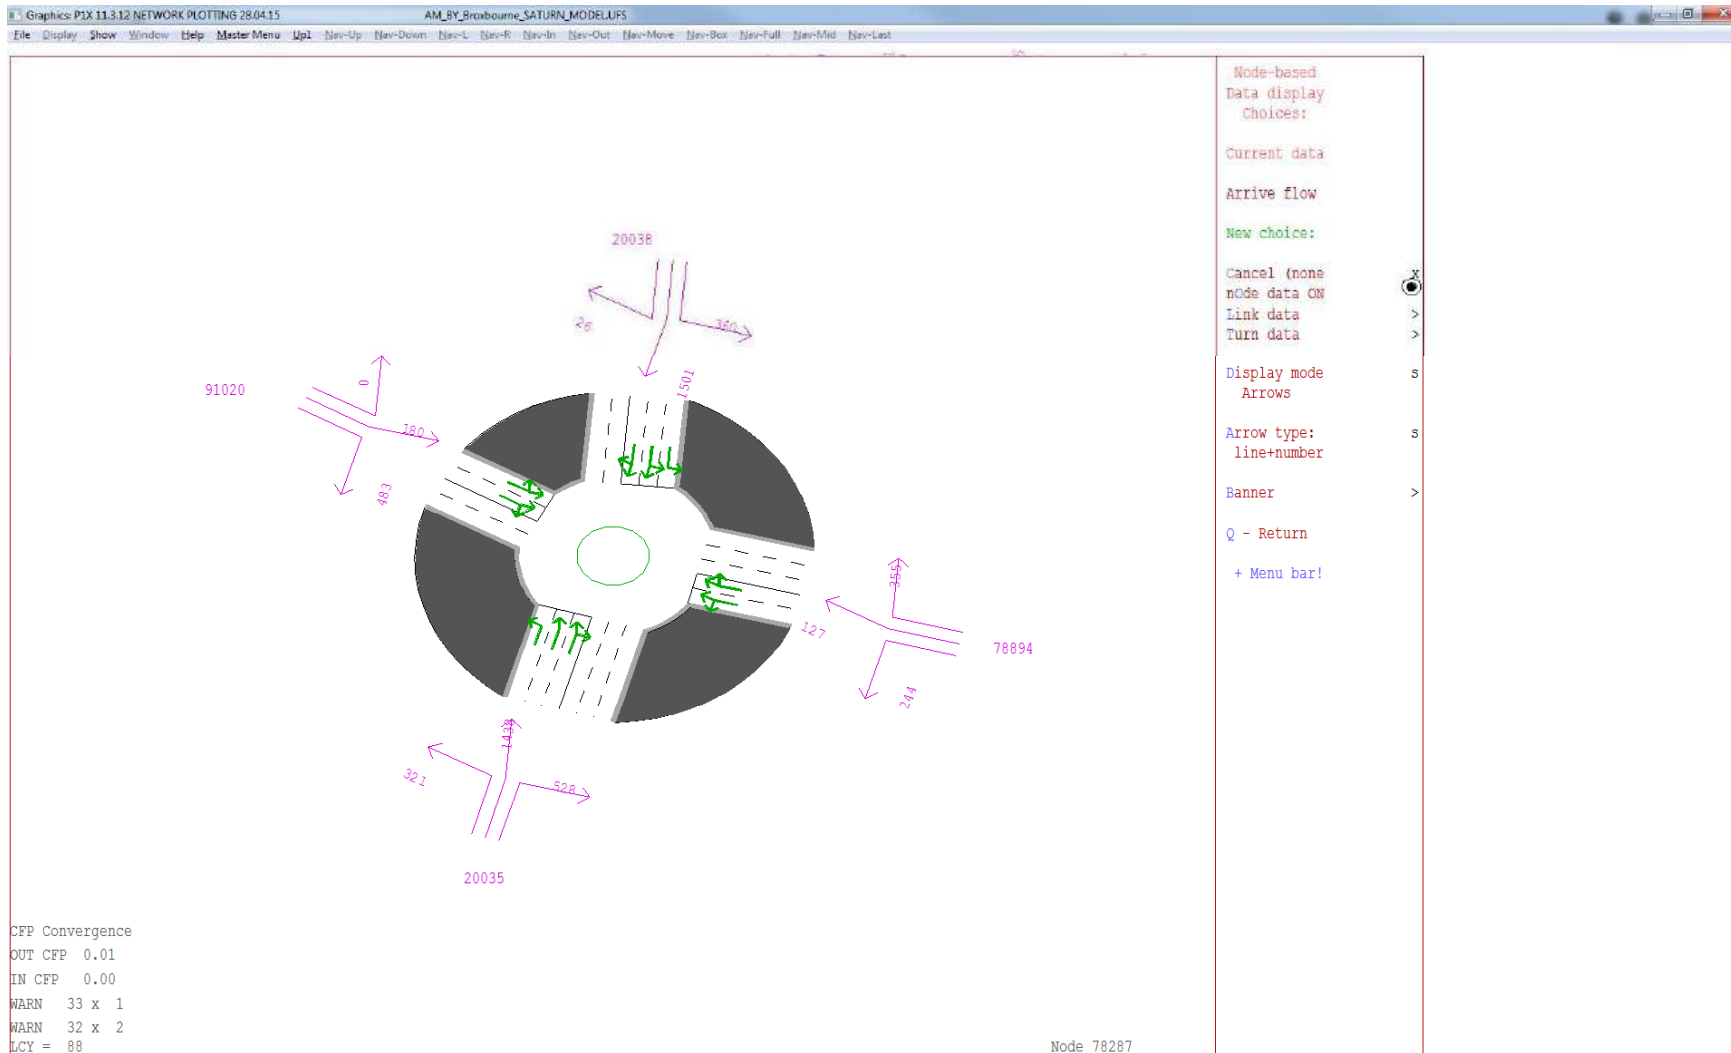 Graphics: P1X 11.3.12 NETWORK PLOTTING 28.04.15 AM_BY_Broxbourne_SATURN_MODEL.UFS
File Display Show Window Help Master Menu Up1 Nav-Up Nav-Down Nav-L Nav-R Nav-In Nav-Out Nav-Move Nav-Box Nav-Full Nav-Mid Nav-Last
Node-based
Data display
Choices:
Current data
Arrive flow
New choice:
Cancel (none X
nOde data ON
Link data >
Turn data >
Display mode s
Arrows
Arrow type: s
line+number
Banner >
Q - Return
+ Menu bar!
20038
26
360
1501
91020
0
180
483
355
127
78894
244
1438
321
528
20035
CFP Convergence
OUT CFP 0.01
IN CFP 0.00
WARN 33 x 1
WARN 32 x 2
LCY = 88
Node 78287